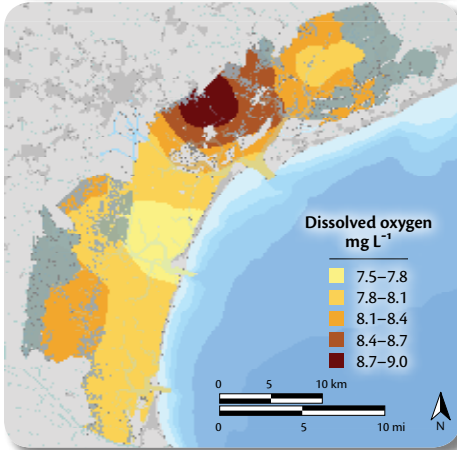 Dissolved oxygen
mg L⁻¹
7.5–7.8
7.8–8.1
8.1–8.4
8.4–8.7
8.7–9.0
0 5 10 km
0 5 10 mi
N